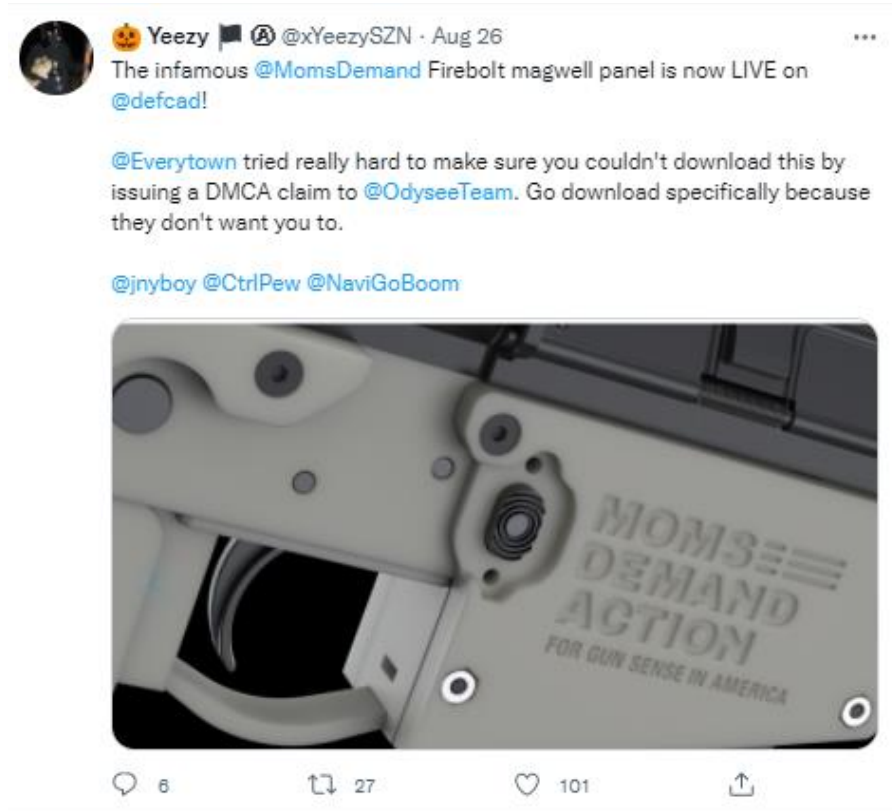 Yeezy @xYeezySZN · Aug 26
The infamous @MomsDemand Firebolt magwell panel is now LIVE on
@defcad!
@Everytown tried really hard to make sure you couldn't download this by
issuing a DMCA claim to @OdyseeTeam. Go download specifically because
they don't want you to.
@jnyboy @CtrlPew @NaviGoBoom
MOMS
DEMAND
ACTION
FOR GUN SENSE IN AMERICA
6 27 101